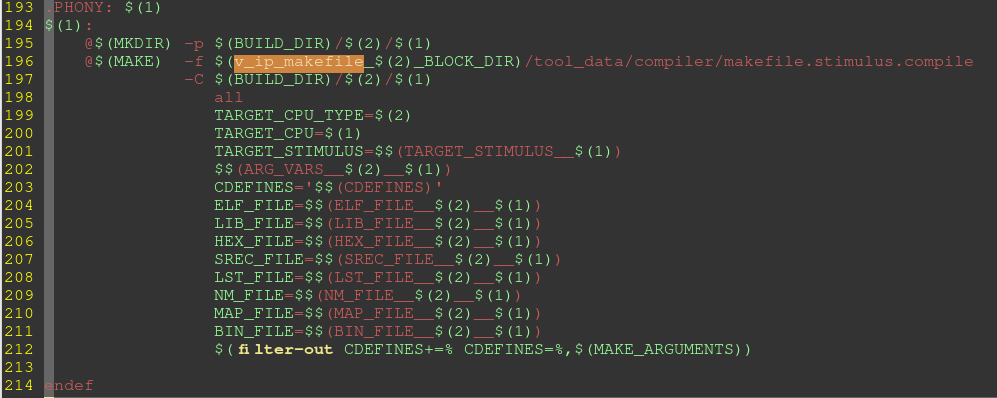 193 .PHONY: $(1)
194 $(1):
195     @$(MKDIR) -p $(BUILD_DIR)/$(2)/$(1)
196     @$(MAKE)  -f $(v_ip_makefile_$(2)_BLOCK_DIR)/tool_data/compiler/makefile.stimulus.compile
197               -C $(BUILD_DIR)/$(2)/$(1)
198                  all
199                  TARGET_CPU_TYPE=$(2)
200                  TARGET_CPU=$(1)
201                  TARGET_STIMULUS=$$(TARGET_STIMULUS__$(1))
202                  $$(ARG_VARS__$(2)__$(1))
203                  CDEFINES='$$(CDEFINES)'
204                  ELF_FILE=$$(ELF_FILE__$(2)__$(1))
205                  LIB_FILE=$$(LIB_FILE__$(2)__$(1))
206                  HEX_FILE=$$(HEX_FILE__$(2)__$(1))
207                  SREC_FILE=$$(SREC_FILE__$(2)__$(1))
208                  LST_FILE=$$(LST_FILE__$(2)__$(1))
209                  NM_FILE=$$(NM_FILE__$(2)__$(1))
210                  MAP_FILE=$$(MAP_FILE__$(2)__$(1))
211                  BIN_FILE=$$(BIN_FILE__$(2)__$(1))
212                  $(filter-out CDEFINES+=% CDEFINES=%,$(MAKE_ARGUMENTS))
213
214 endef